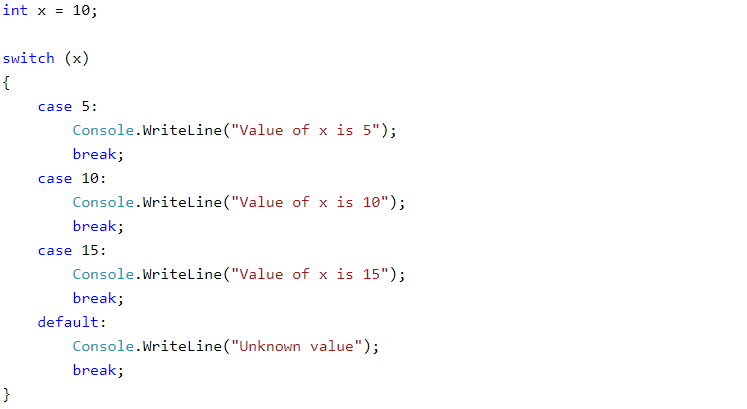 int x = 10;

switch (x)
{
    case 5:
        Console.WriteLine("Value of x is 5");
        break;
    case 10:
        Console.WriteLine("Value of x is 10");
        break;
    case 15:
        Console.WriteLine("Value of x is 15");
        break;
    default:
        Console.WriteLine("Unknown value");
        break;
}